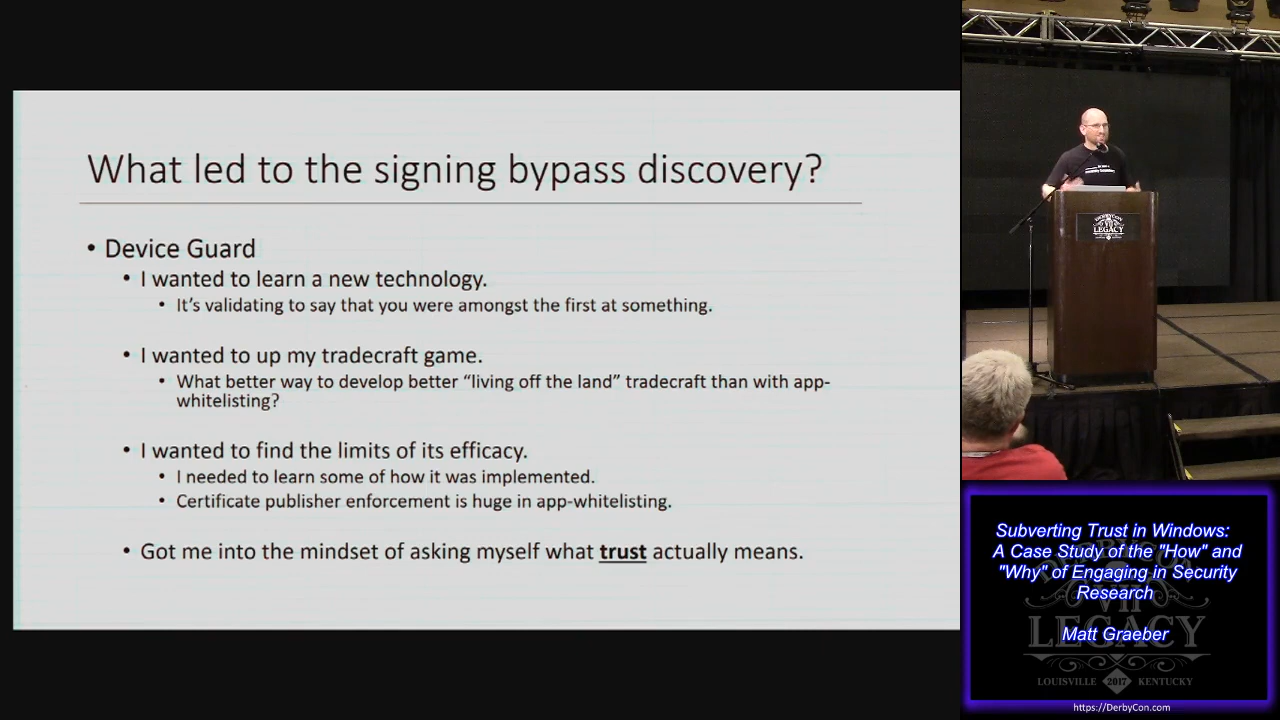 What led to the signing bypass discovery?
• Device Guard
• I wanted to learn a new technology.
• It's validating to say that you were amongst the first at something.
• I wanted to up my tradecraft game.
• What better way to develop better “living off the land” tradecraft than with app-
whitelisting?
• I wanted to find the limits of its efficacy.
• I needed to learn some of how it was implemented.
• Certificate publisher enforcement is huge in app-whitelisting.
• Got me into the mindset of asking myself what trust actually means.
DERBYCON
LEGACY
Subverting Trust in Windows:
A Case Study of the "How" and
"Why" of Engaging in Security
Research
Matt Graeber
VII
LEGACY
LOUISVILLE 2017 KENTUCKY
https://DerbyCon.com